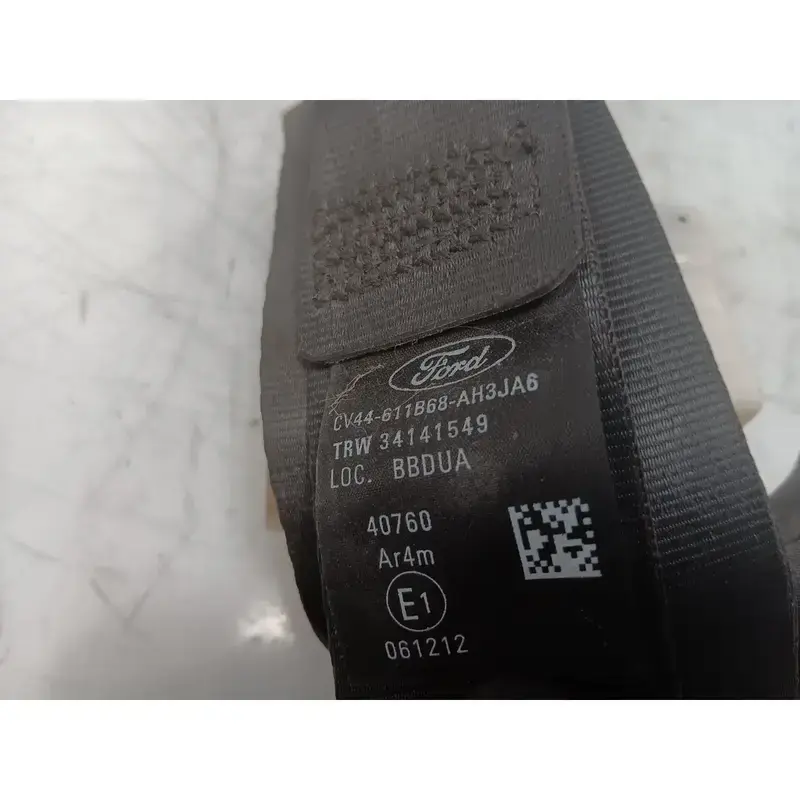 Ford
CV44-611B68-AH3JA6
TRW 34141549
LOC. BBDUA
40760
Ar4m
E1
061212